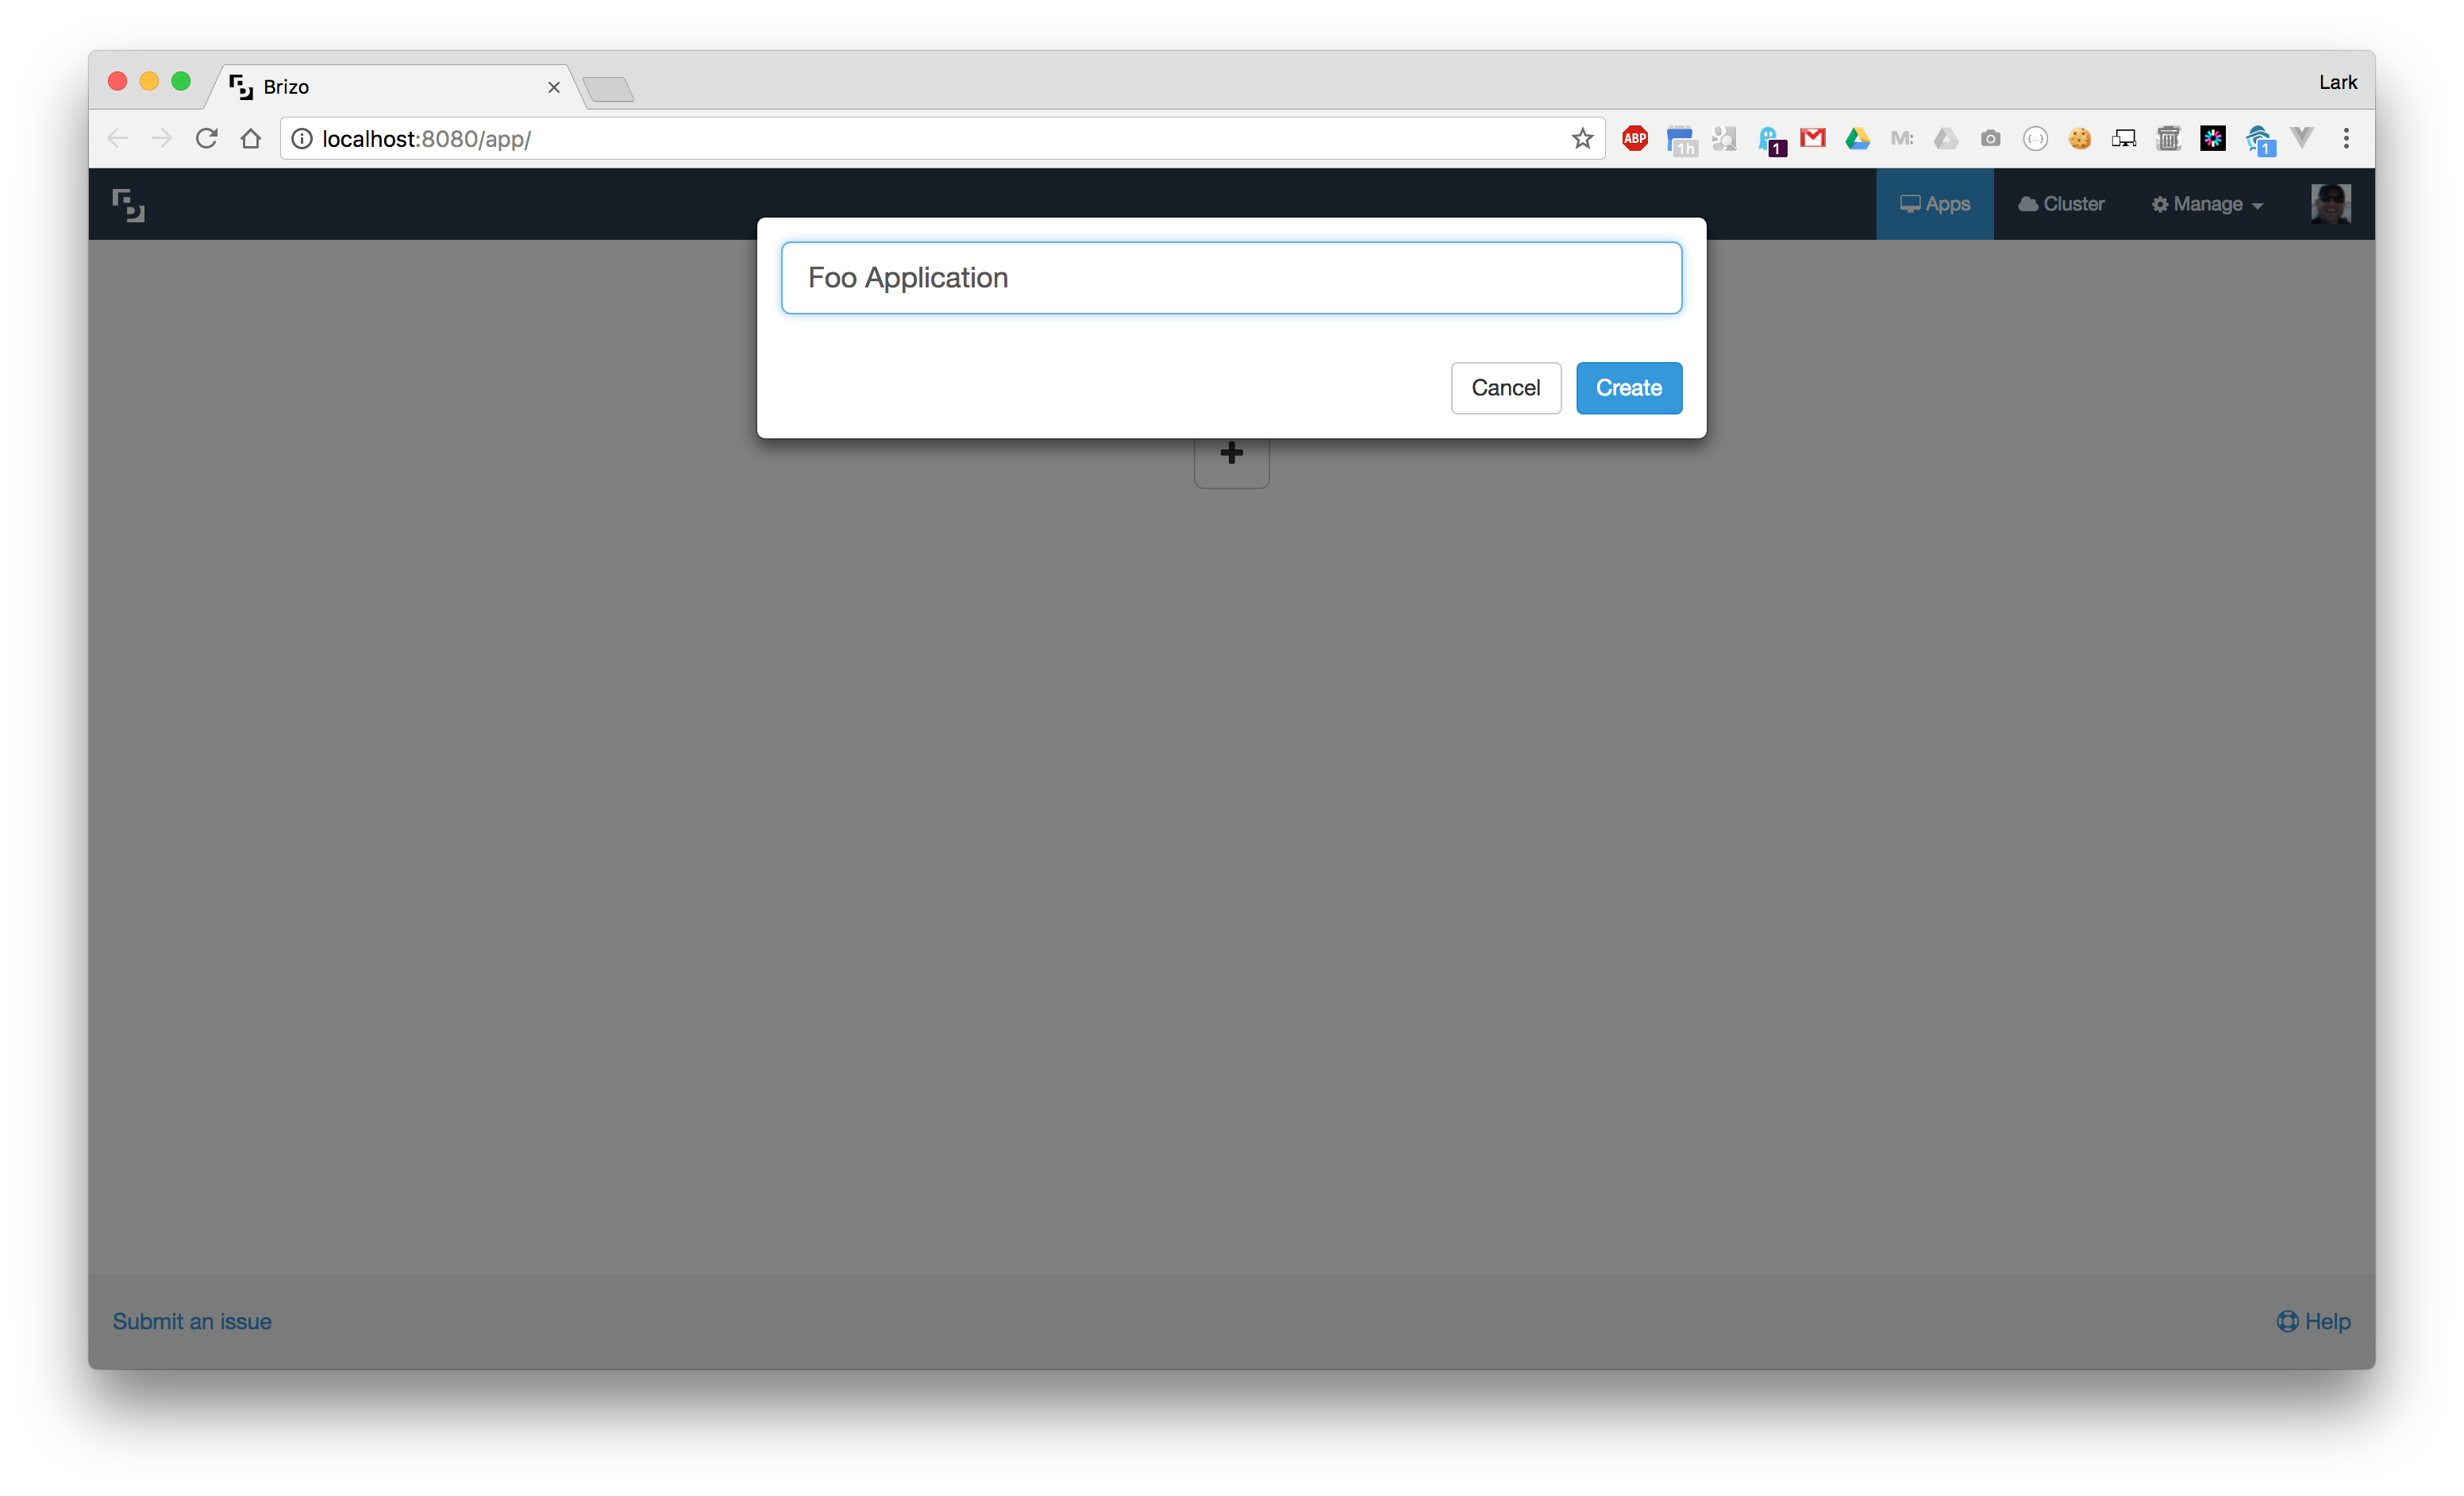 Brizo
Lark
localhost:8080/app/
ABP
1h
1
M:
{...}
1
Apps
Cluster
Manage
Foo Application
Cancel
Create
Submit an issue
Help